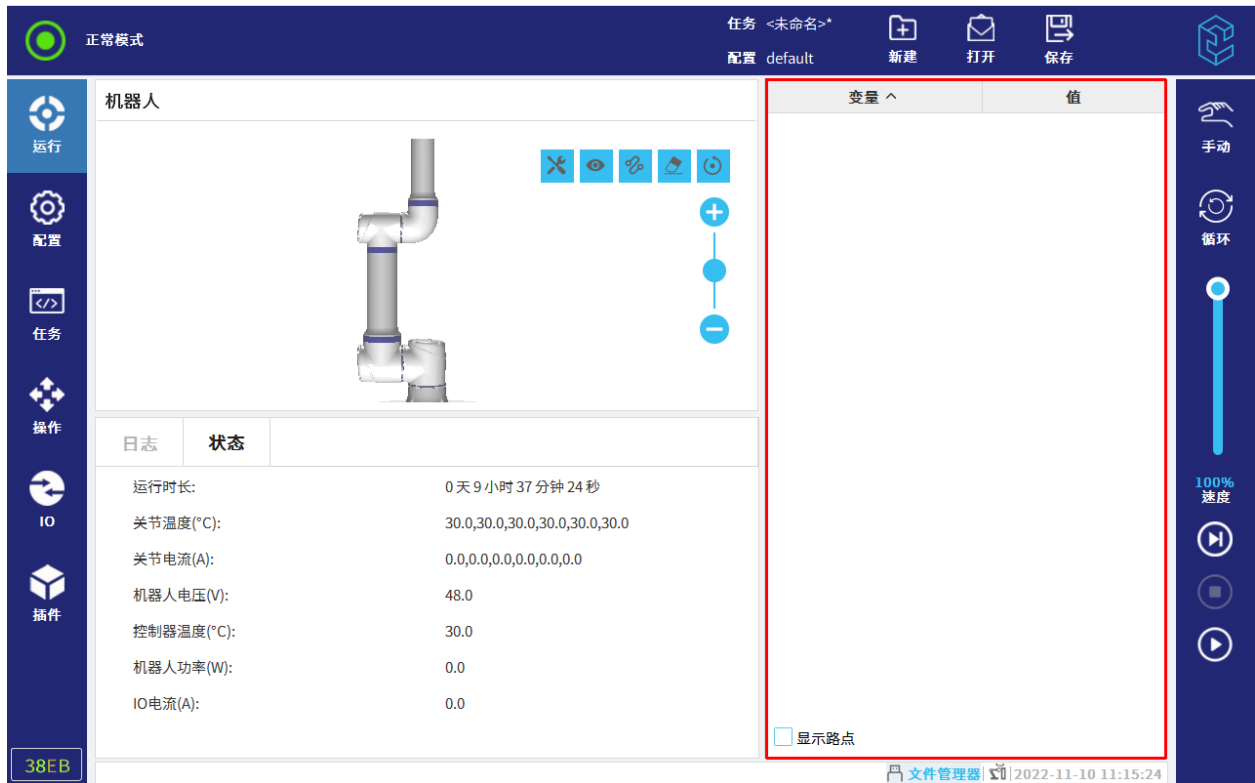 正常模式
任务 <未命名>*
配置 default
新建
打开
保存
运行
配置
任务
操作
IO
插件
38EB
机器人
日志
状态
运行时长: 0 天 9 小时 37 分钟 24 秒
关节温度(°C): 30.0,30.0,30.0,30.0,30.0,30.0
关节电流(A): 0.0,0.0,0.0,0.0,0.0,0.0
机器人电压(V): 48.0
控制器温度(°C): 30.0
机器人功率(W): 0.0
IO电流(A): 0.0
变量
值
显示路点
手动
循环
100%
速度
文件管理器
2022-11-10 11:15:24